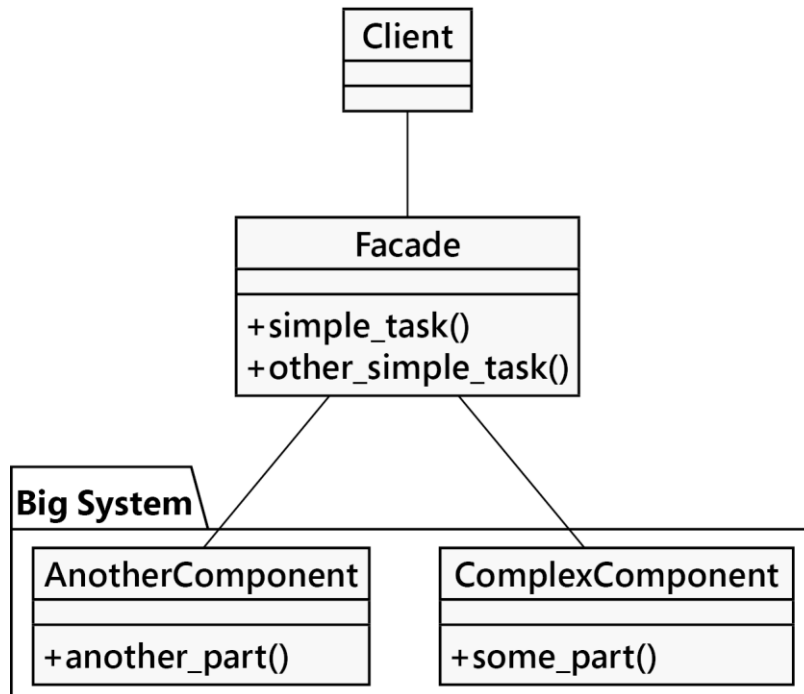 Client
Facade
+simple_task()
+other_simple_task()
Big System
AnotherComponent
+another_part()
ComplexComponent
+some_part()